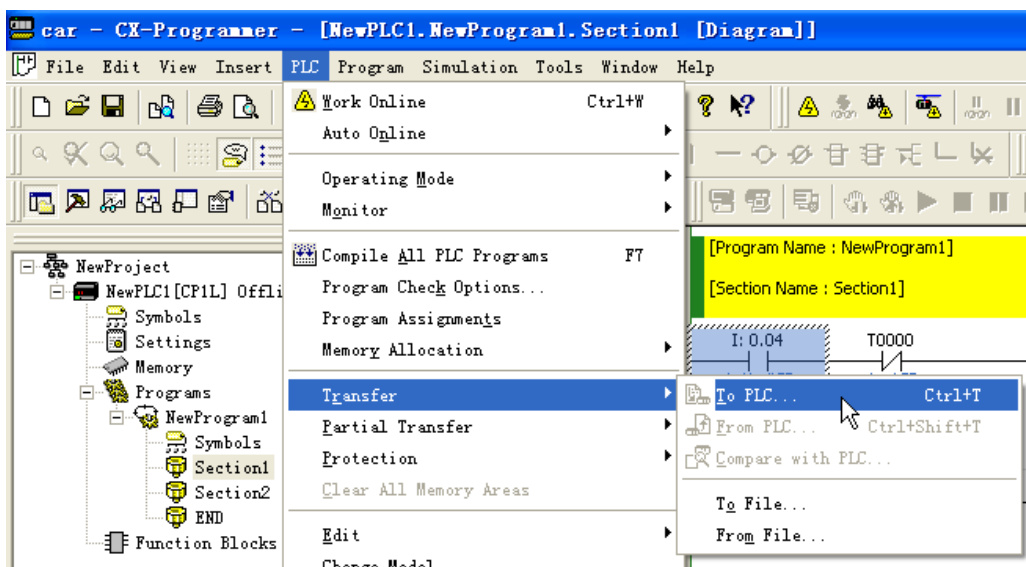 car - CX-Programmer - [NewPLC1.NewProgram1.Section1 [Diagram]]
File Edit View Insert PLC Program Simulation Tools Window Help
Work Online Ctrl+W
Auto Online
Operating Mode
Monitor
Compile All PLC Programs F7
Program Check Options...
Program Assignments
Memory Allocation
Transfer
Partial Transfer
Protection
Clear All Memory Areas
Edit
Change Model
To PLC... Ctrl+T
From PLC... Ctrl+Shift+T
Compare with PLC...
To File...
From File...
NewProject
NewPLC1[CP1L] Offli
Symbols
Settings
Memory
Programs
NewProgram1
Symbols
Section1
Section2
END
Function Blocks
[Program Name : NewProgram1]
[Section Name : Section1]
I: 0.04
T0000